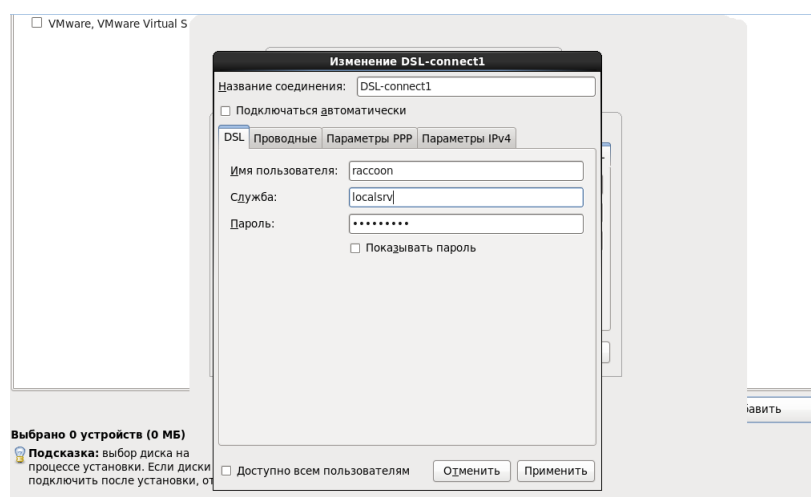 VMware, VMware Virtual S
Изменение DSL-connect1
Название соединения: DSL-connect1
Подключаться автоматически
DSL Проводные Параметры PPP Параметры IPv4
Имя пользователя: raccoon
Служба: localsrv
Пароль: •••••••••
Показывать пароль
бавить
Выбрано 0 устройств (0 МБ)
Подсказка: выбор диска на
процессе установки. Если диски
подключить после установки, от
Доступно всем пользователям Отменить Применить